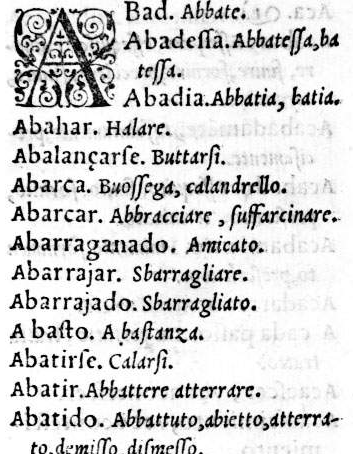 ABad. Abbate.
Abadeſſa. Abbateſſa, ba
teſſa.
Abadia. Abbatia, batia.
Abahar. Halare.
Abalançarſe. Buttarſi.
Abarca. Buoſſega, calandrello.
Abarcar. Abbracciare, ſuffarcinare.
Abarraganado. Amicato.
Abarrajar. Sbarragliare.
Abarrajado. Sbarragliato.
A baſto. A baſtanza.
Abatirſe. Calarſi.
Abatir. Abbattere atterrare.
Abatido. Abbattuto, abietto, atterra-
to, demiſſo, diſmeſſo.